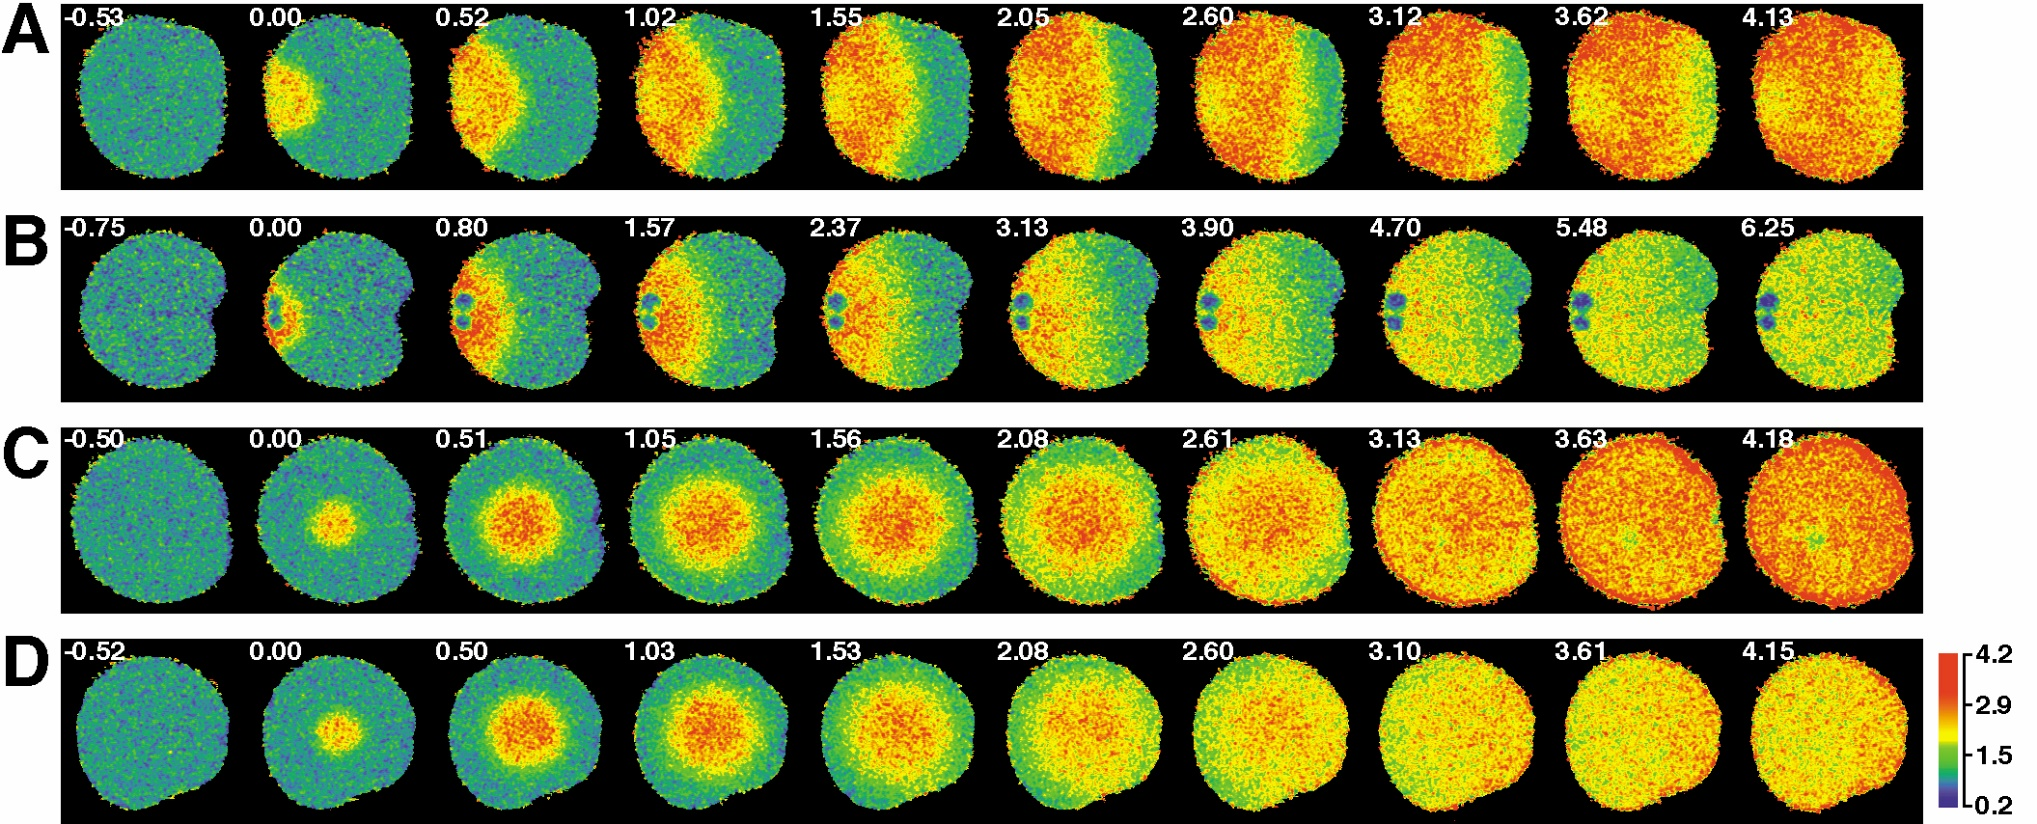 A
-0.53 0.00 0.52 1.02 1.55 2.05 2.60 3.12 3.62 4.13
B
-0.75 0.00 0.80 1.57 2.37 3.13 3.90 4.70 5.48 6.25
C
-0.50 0.00 0.51 1.05 1.56 2.08 2.61 3.13 3.63 4.18
D
-0.52 0.00 0.50 1.03 1.53 2.08 2.60 3.10 3.61 4.15
4.2
2.9
1.5
0.2